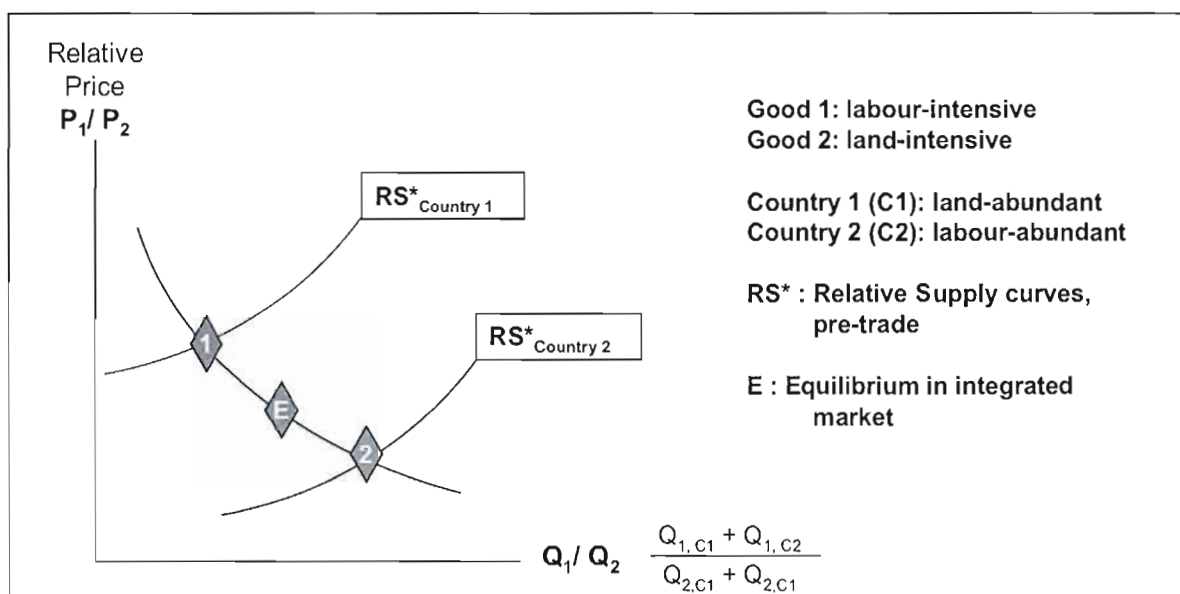 Relative
Price
P₁/ P₂
RS*Country 1
RS*Country 2
1
E
2
Q₁/ Q₂
Q₁, C₁ + Q₁, C₂
Q₂,C₁ + Q₂,C₁
Good 1: labour-intensive
Good 2: land-intensive
Country 1 (C1): land-abundant
Country 2 (C2): labour-abundant
RS* : Relative Supply curves,
pre-trade
E : Equilibrium in integrated
market